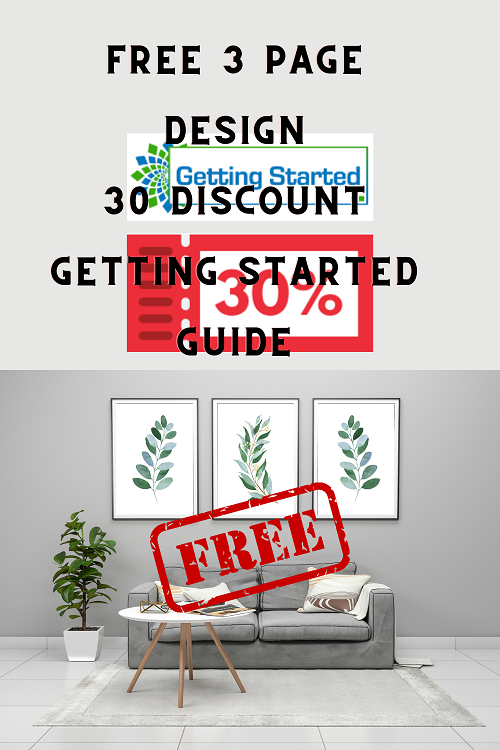 FREE 3 PAGE
DESIGN
Getting Started
30 DISCOUNT
GETTING STARTED
30%
GUIDE
FREE